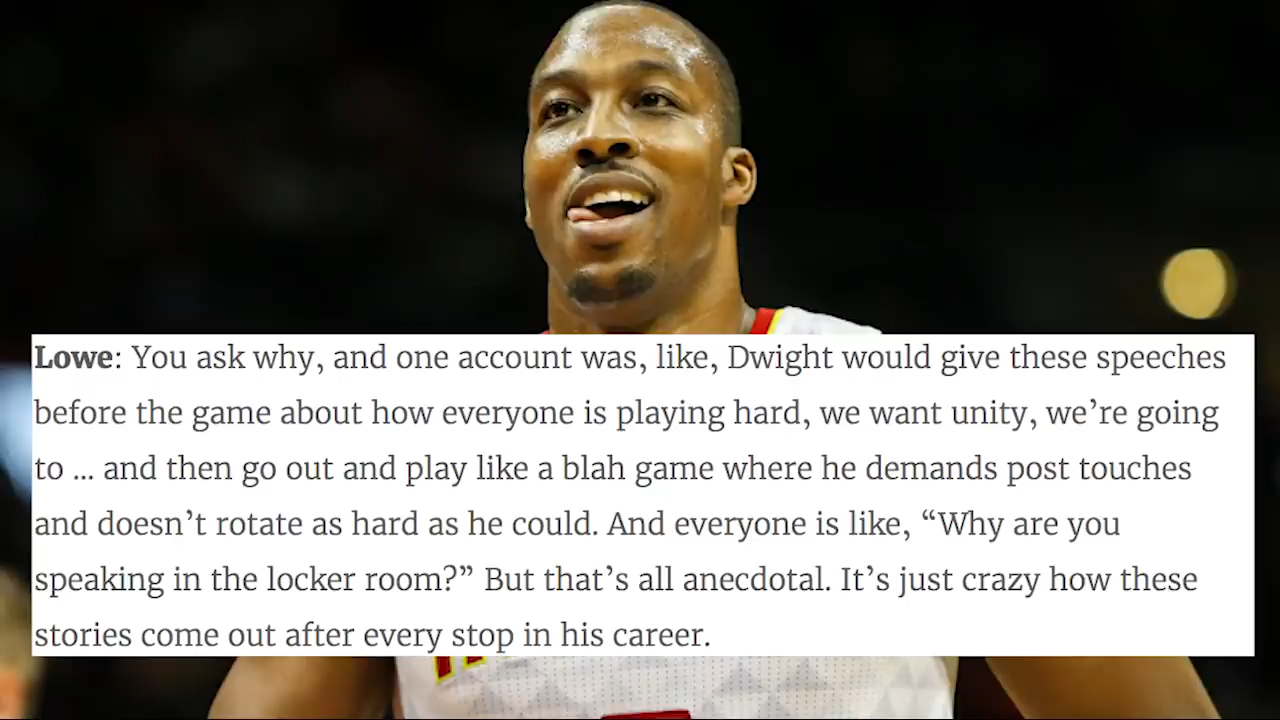 Lowe: You ask why, and one account was, like, Dwight would give these speeches
before the game about how everyone is playing hard, we want unity, we’re going
to ... and then go out and play like a blah game where he demands post touches
and doesn’t rotate as hard as he could. And everyone is like, “Why are you
speaking in the locker room?” But that’s all anecdotal. It’s just crazy how these
stories come out after every stop in his career.